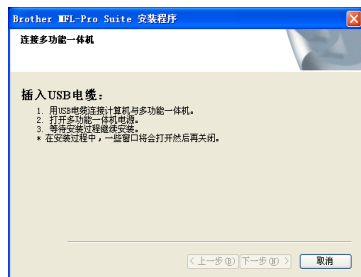 Brother MFL-Pro Suite 安装程序
连接多功能一体机
插入USB电缆：
1. 用USB电缆连接计算机与多功能一体机。
2. 打开多功能一体机电源。
3. 等待安装过程继续安装。
* 在安装过程中，一些窗口将会打开然后再关闭。
< 上一步(B) 下一步(N) > 取消